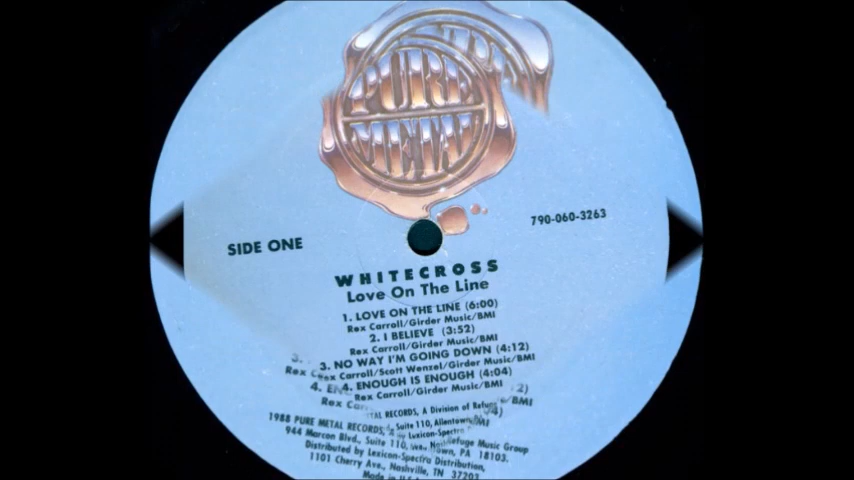 PURE
METAL
SIDE ONE
790-060-3263
WHITECROSS
Love On The Line
1. LOVE ON THE LINE (6:00)
Rex Carroll/Girder Music/BMI
2. I BELIEVE (3:52)
Rex Carroll/Girder Music/BMI
3. NO WAY I'M GOING DOWN (4:12)
Rex Carroll/Scott Wenzel/Girder Music/BMI
4. ENOUGH IS ENOUGH (4:04)
Rex Carroll/Girder Music/BMI
1988 PURE METAL RECORDS,
944 Marcon Blvd., Suite 110,
Distributed by Lexicon-Spectra Distribution,
1101 Cherry Ave., Nashville, TN 37203